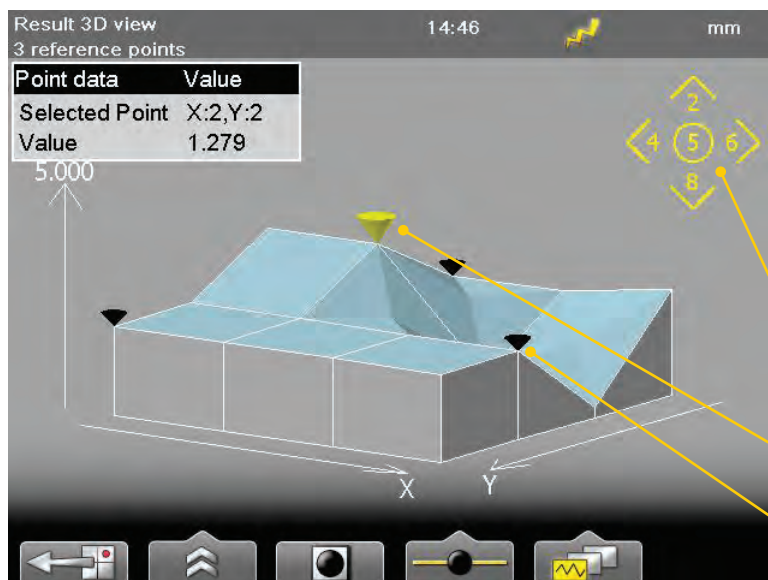 Result 3D view 14:46 mm
3 reference points
Point data Value
Selected Point X:2,Y:2
Value 1.279
5.000
2
4 5 6
8
X Y